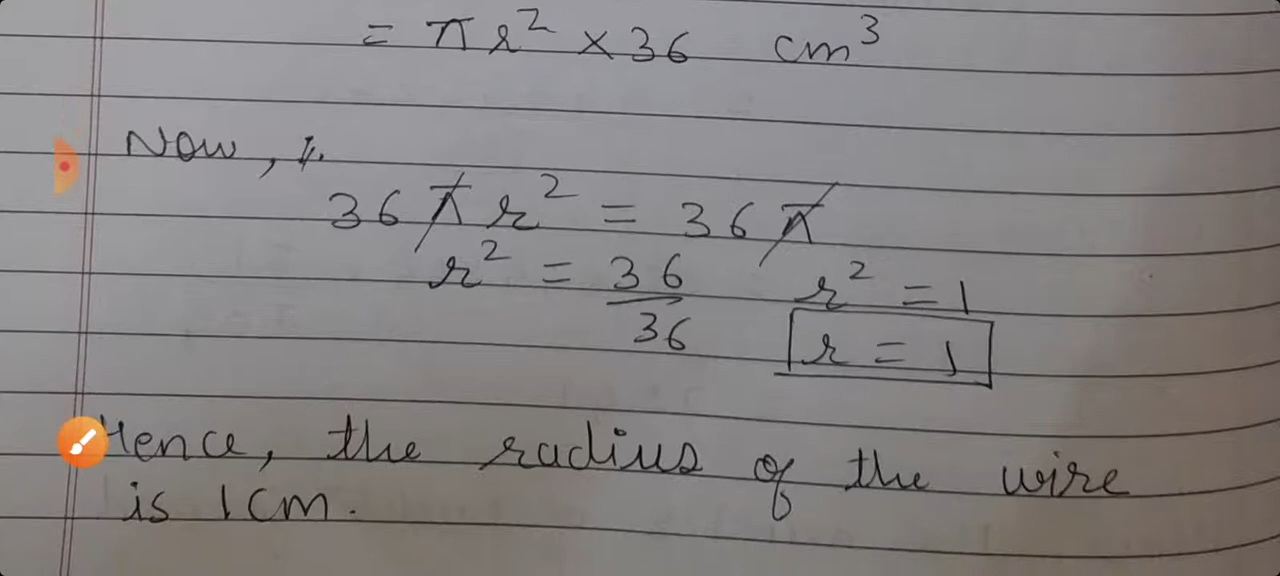 = πr² × 36 cm³
Now,
36πr² = 36π
r² = 36/36 r² = 1
r = 1
Hence, the radius of the wire
is 1cm.